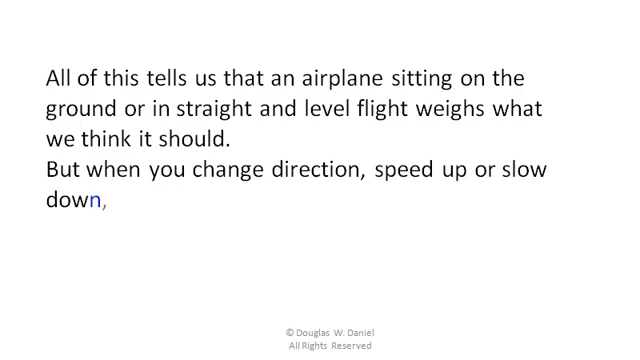 All of this tells us that an airplane sitting on the
ground or in straight and level flight weighs what
we think it should.
But when you change direction, speed up or slow
down,
© Douglas W. Daniel
All Rights Reserved